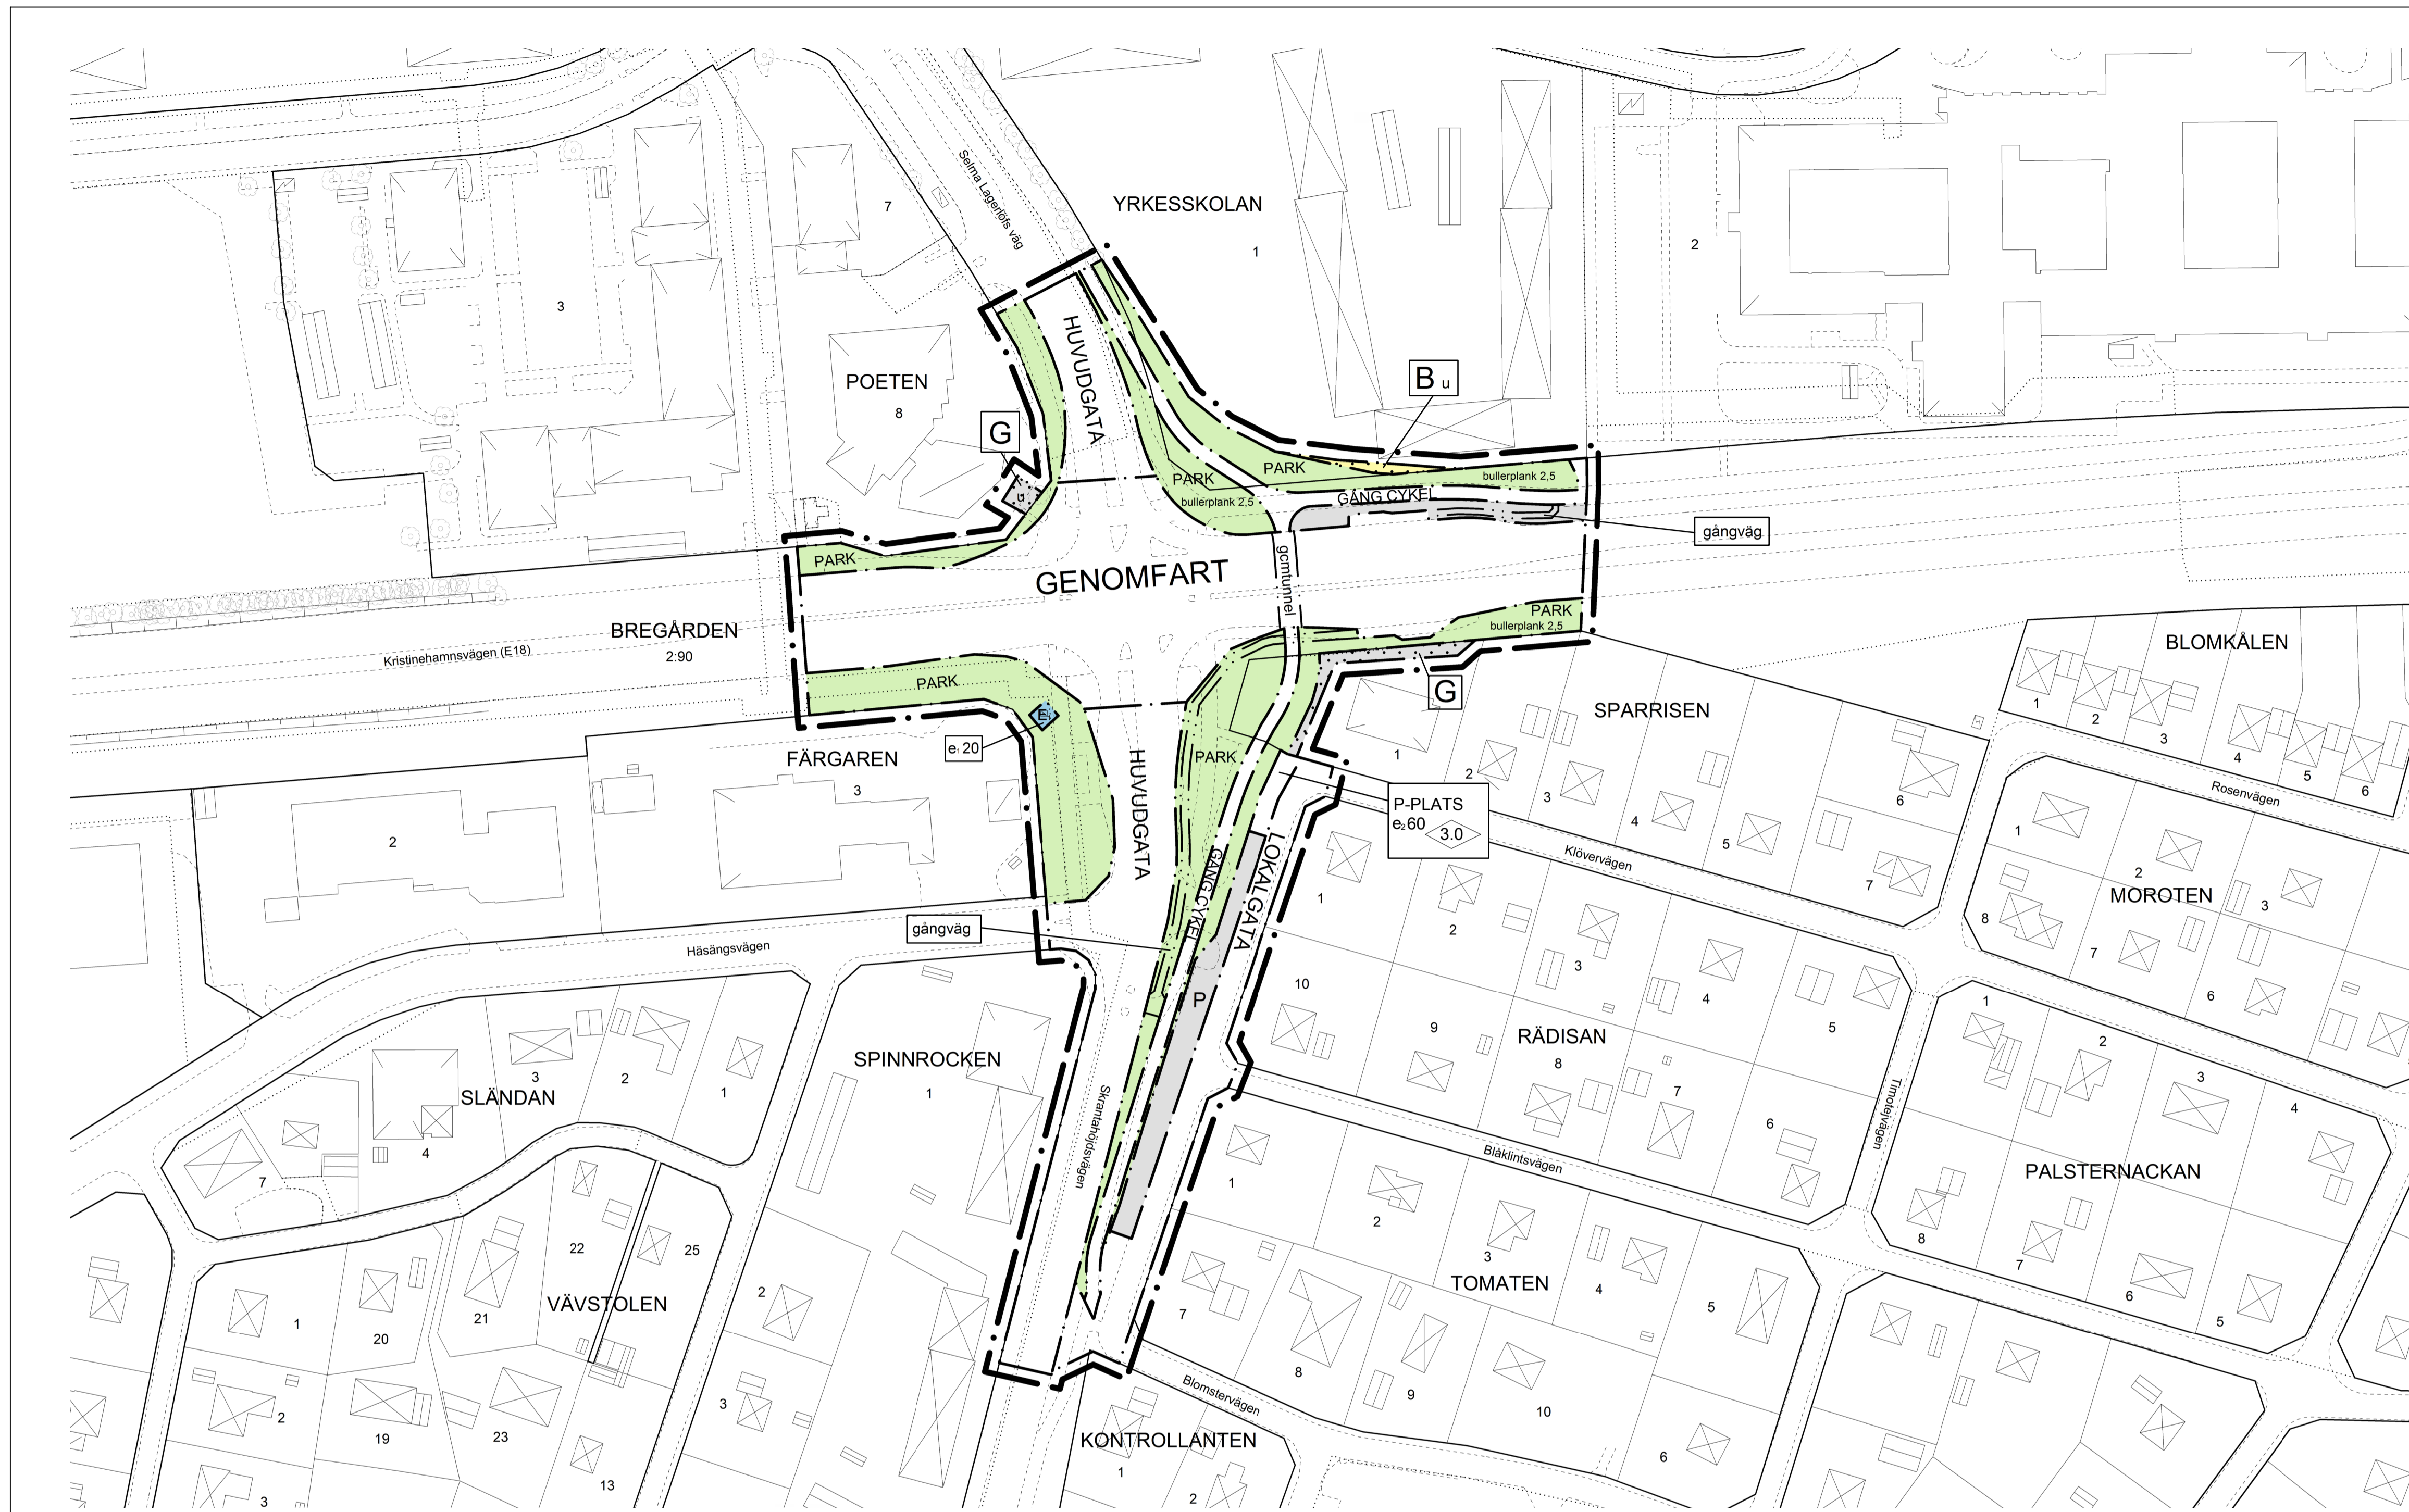 Selma Lagerlöfs väg
YRKESSKOLAN
1
7
2
3
HUVUDGATA
POETEN
8
B u
G
u
PARK
PARK
bullerplank 2,5
bullerplank 2,5
GÅNG CYKEL
gångväg
PARK
GENOMFART
gcmtunnel
PARK
bullerplank 2,5
BREGÅRDEN
2:90
Kristinehamnsvägen (E18)
BLOMKÅLEN
1
2
3
4
5
6
PARK
G
E
e₁ 20
SPARRISEN
1
2
3
4
5
6
7
FÄRGAREN
3
2
HUVUDGATA
PARK
P-PLATS
e₂60 3.0
Rosenvägen
Klövervägen
LOKALGATA
GÅNG CYKEL
gångväg
P
MOROTEN
1
2
3
8
7
6
Häsängsvägen
1
2
3
4
5
10
9
RÄDISAN
8
7
6
Timotejvägen
SPINNROCKEN
1
SLÄNDAN
3
2
1
4
7
Skrantahöjdsvägen
Blåklintsvägen
1
2
3
4
PALSTERNACKAN
8
7
6
5
1
2
3
TOMATEN
4
5
7
8
9
10
6
22
25
VÄVSTOLEN
21
20
1
2
19
23
13
3
2
3
Blomstervägen
KONTROLLANTEN
1
2